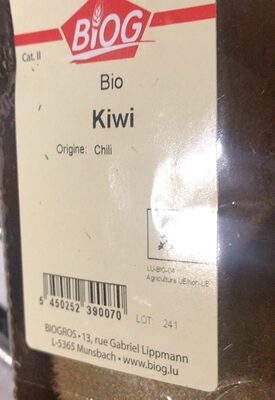 BIOG
Cat. II
Bio
Kiwi
Origine: Chili
LU-BIO-04
Agriculture UE/non-UE
5 450252 390070
LOT: 241
BIOGROS • 13, rue Gabriel Lippmann
L-5365 Munsbach • www.biog.lu